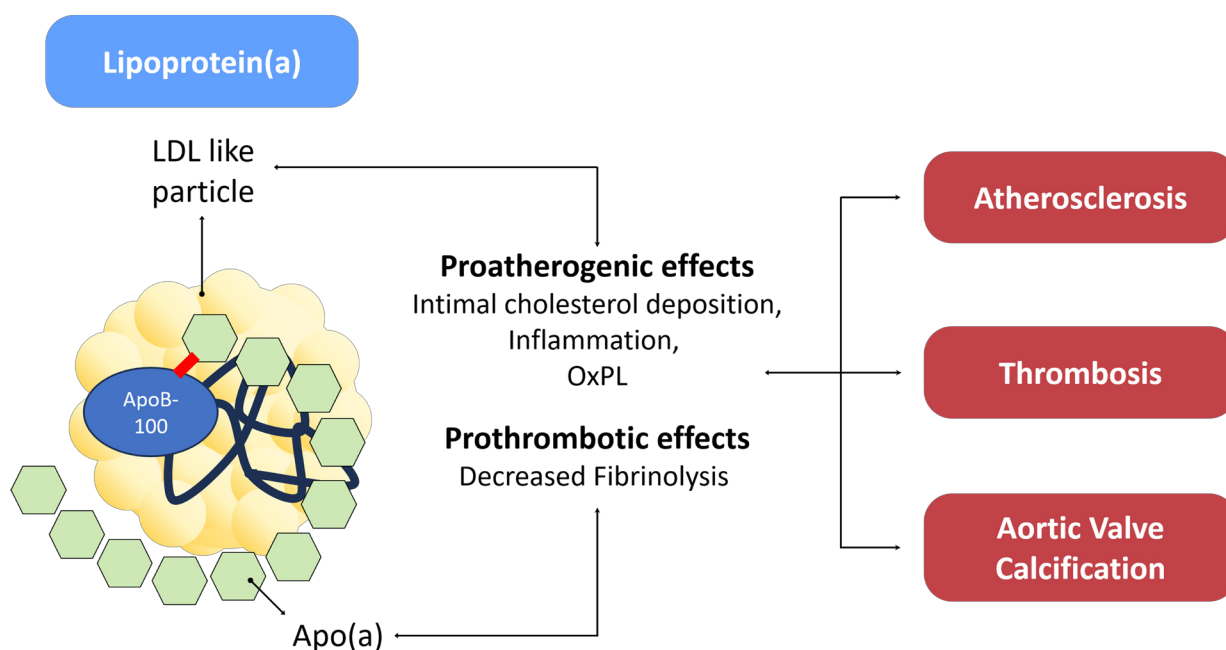 Lipoprotein(a)
LDL like
particle
ApoB-
100
Apo(a)
Proatherogenic effects
Intimal cholesterol deposition,
Inflammation,
OxPL
Prothrombotic effects
Decreased Fibrinolysis
Atherosclerosis
Thrombosis
Aortic Valve
Calcification